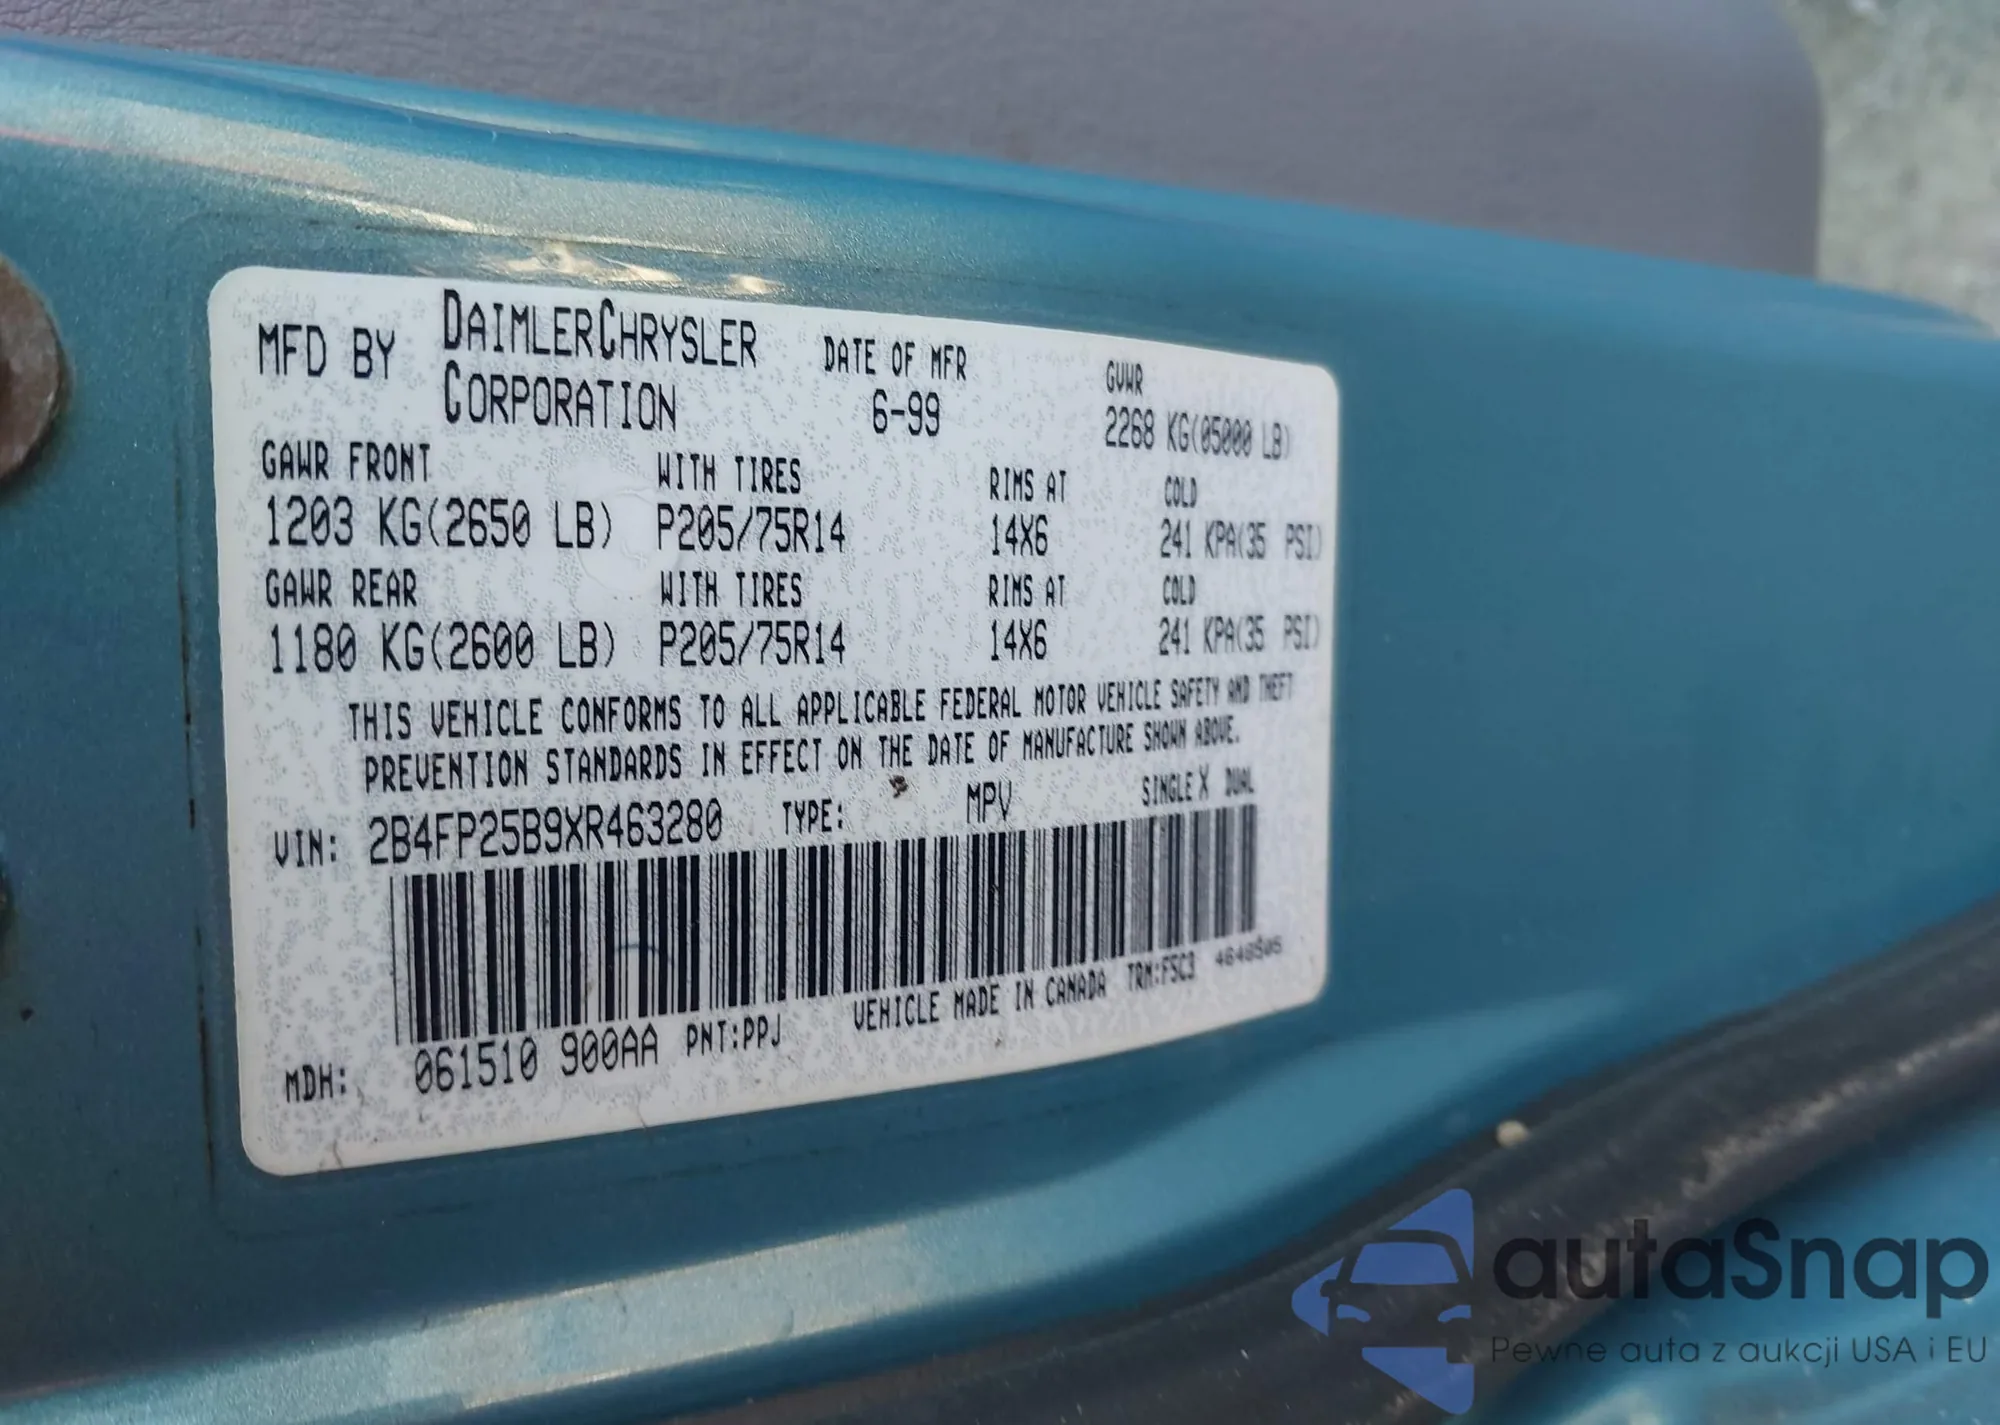 MFD BY DAIMLERCHRYSLER CORPORATION DATE OF MFR 6-99 GVWR 2268 KG(05000 LB)
GAWR FRONT WITH TIRES RIMS AT COLD
1203 KG(2650 LB) P205/75R14 14X6 241 KPA(35 PSI)
GAWR REAR WITH TIRES RIMS AT COLD
1180 KG(2600 LB) P205/75R14 14X6 241 KPA(35 PSI)
THIS VEHICLE CONFORMS TO ALL APPLICABLE FEDERAL MOTOR VEHICLE SAFETY AND THEFT
PREVENTION STANDARDS IN EFFECT ON THE DATE OF MANUFACTURE SHOWN ABOVE.
VIN: 2B4FP25B9XR463280 TYPE: MPV SINGLE X DUAL
MDH: 061510 900AA PNT:PPJ VEHICLE MADE IN CANADA TRM:F5C3 4648505
autaSnap
Pewne auta z aukcji USA i EU